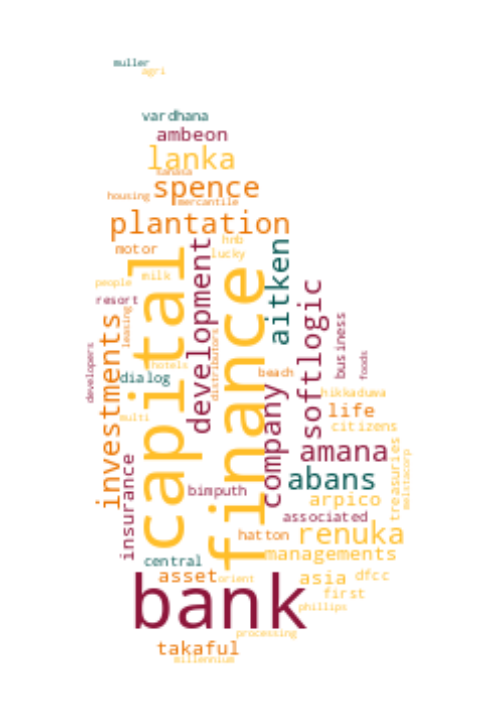 muller
agri
vardhana
ambeon
lanka
sanasa
spence
housing
mercantile
plantation
hnb
motor
lucky
development
aitken
capital
finance
milk
people
resort
softlogic
leasing
investments
distributors
business
developers
foods
hotels
dialog
beach
hikkaduwa
multi
life
company
citizens
amana
treasuries
insurance
abans
bimputh
arpico
associated
renuka
hatton
managements
central
asset
orient
asia
dfcc
first
bank
phillips
processing
takaful
millennium